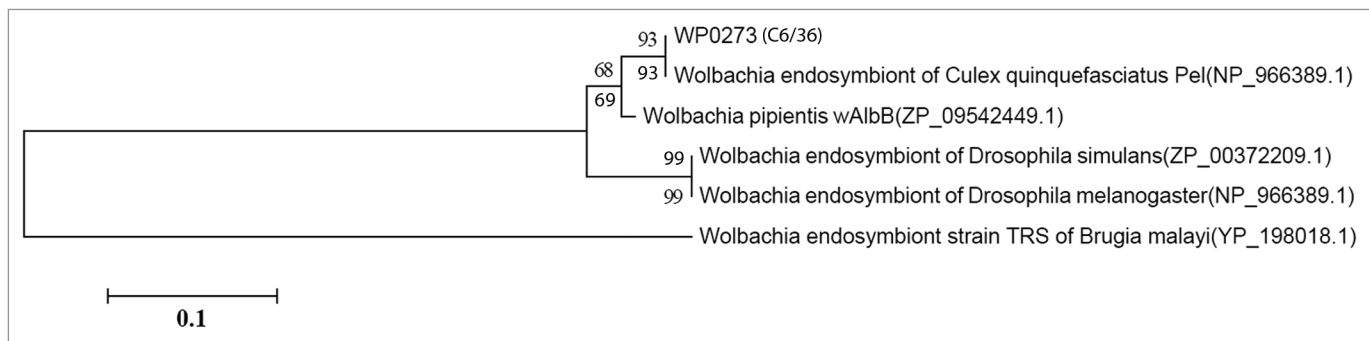 93 WP0273 (C6/36)
68 93 Wolbachia endosymbiont of Culex quinquefasciatus Pel(NP_966389.1)
69 Wolbachia pipientis wAlbB(ZP_09542449.1)
99 Wolbachia endosymbiont of Drosophila simulans(ZP_00372209.1)
99 Wolbachia endosymbiont of Drosophila melanogaster(NP_966389.1)
Wolbachia endosymbiont strain TRS of Brugia malayi(YP_198018.1)
0.1